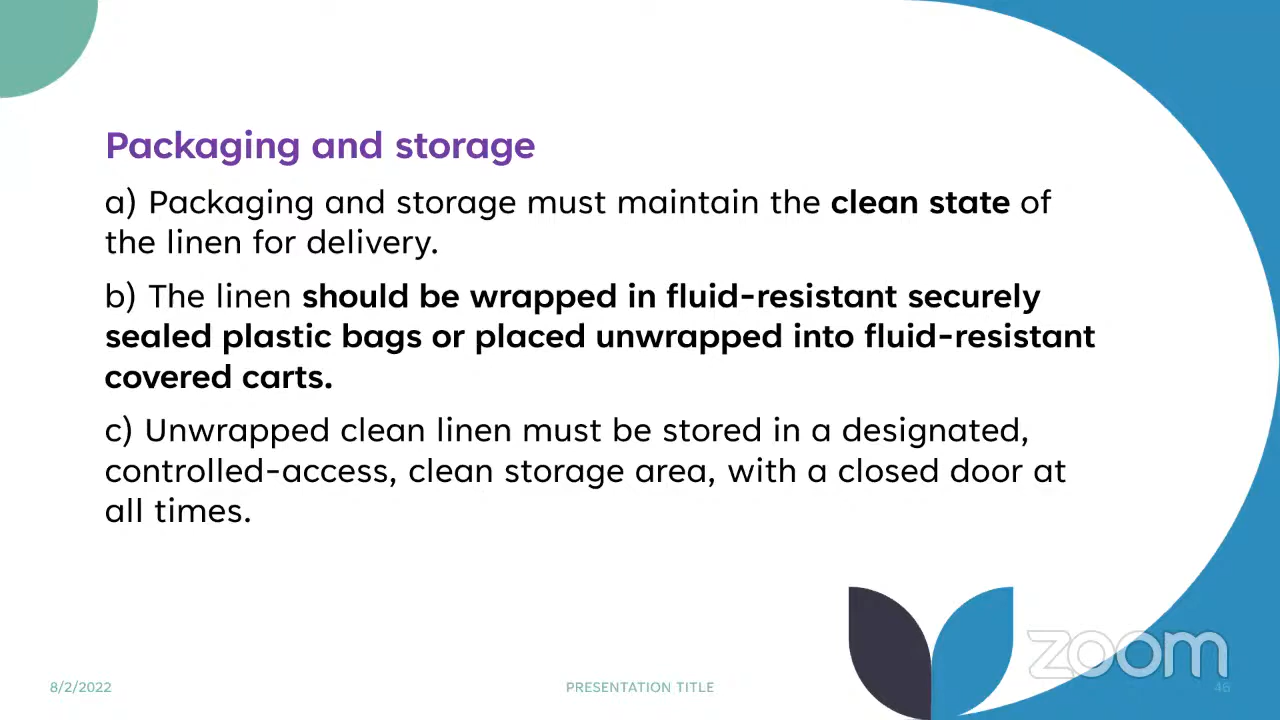 Packaging and storage
a) Packaging and storage must maintain the clean state of
the linen for delivery.
b) The linen should be wrapped in fluid-resistant securely
sealed plastic bags or placed unwrapped into fluid-resistant
covered carts.
c) Unwrapped clean linen must be stored in a designated,
controlled-access, clean storage area, with a closed door at
all times.
zoom
8/2/2022
PRESENTATION TITLE
46